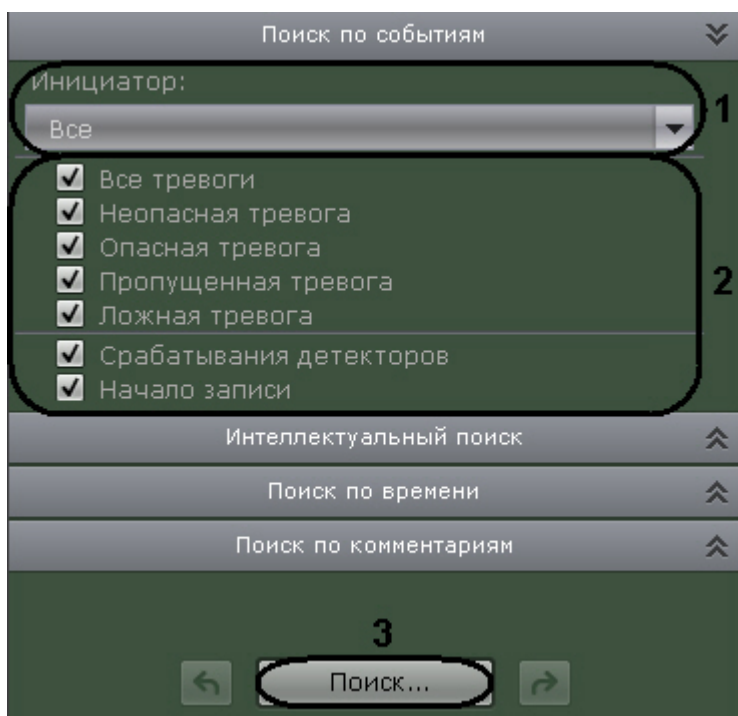 Поиск по событиям
Инициатор:
1
Все
Все тревоги
Неопасная тревога
Опасная тревога
2
Пропущенная тревога
Ложная тревога
Срабатывания детекторов
Начало записи
Интеллектуальный поиск
Поиск по времени
Поиск по комментариям
3
Поиск...